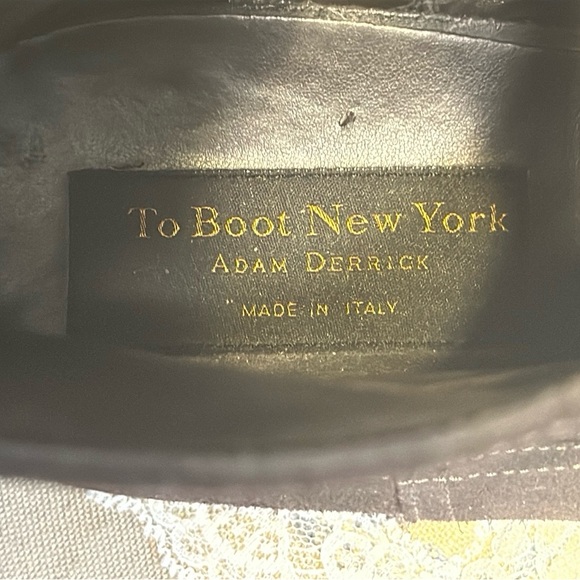 To Boot New York
ADAM DERRICK
MADE IN ITALY